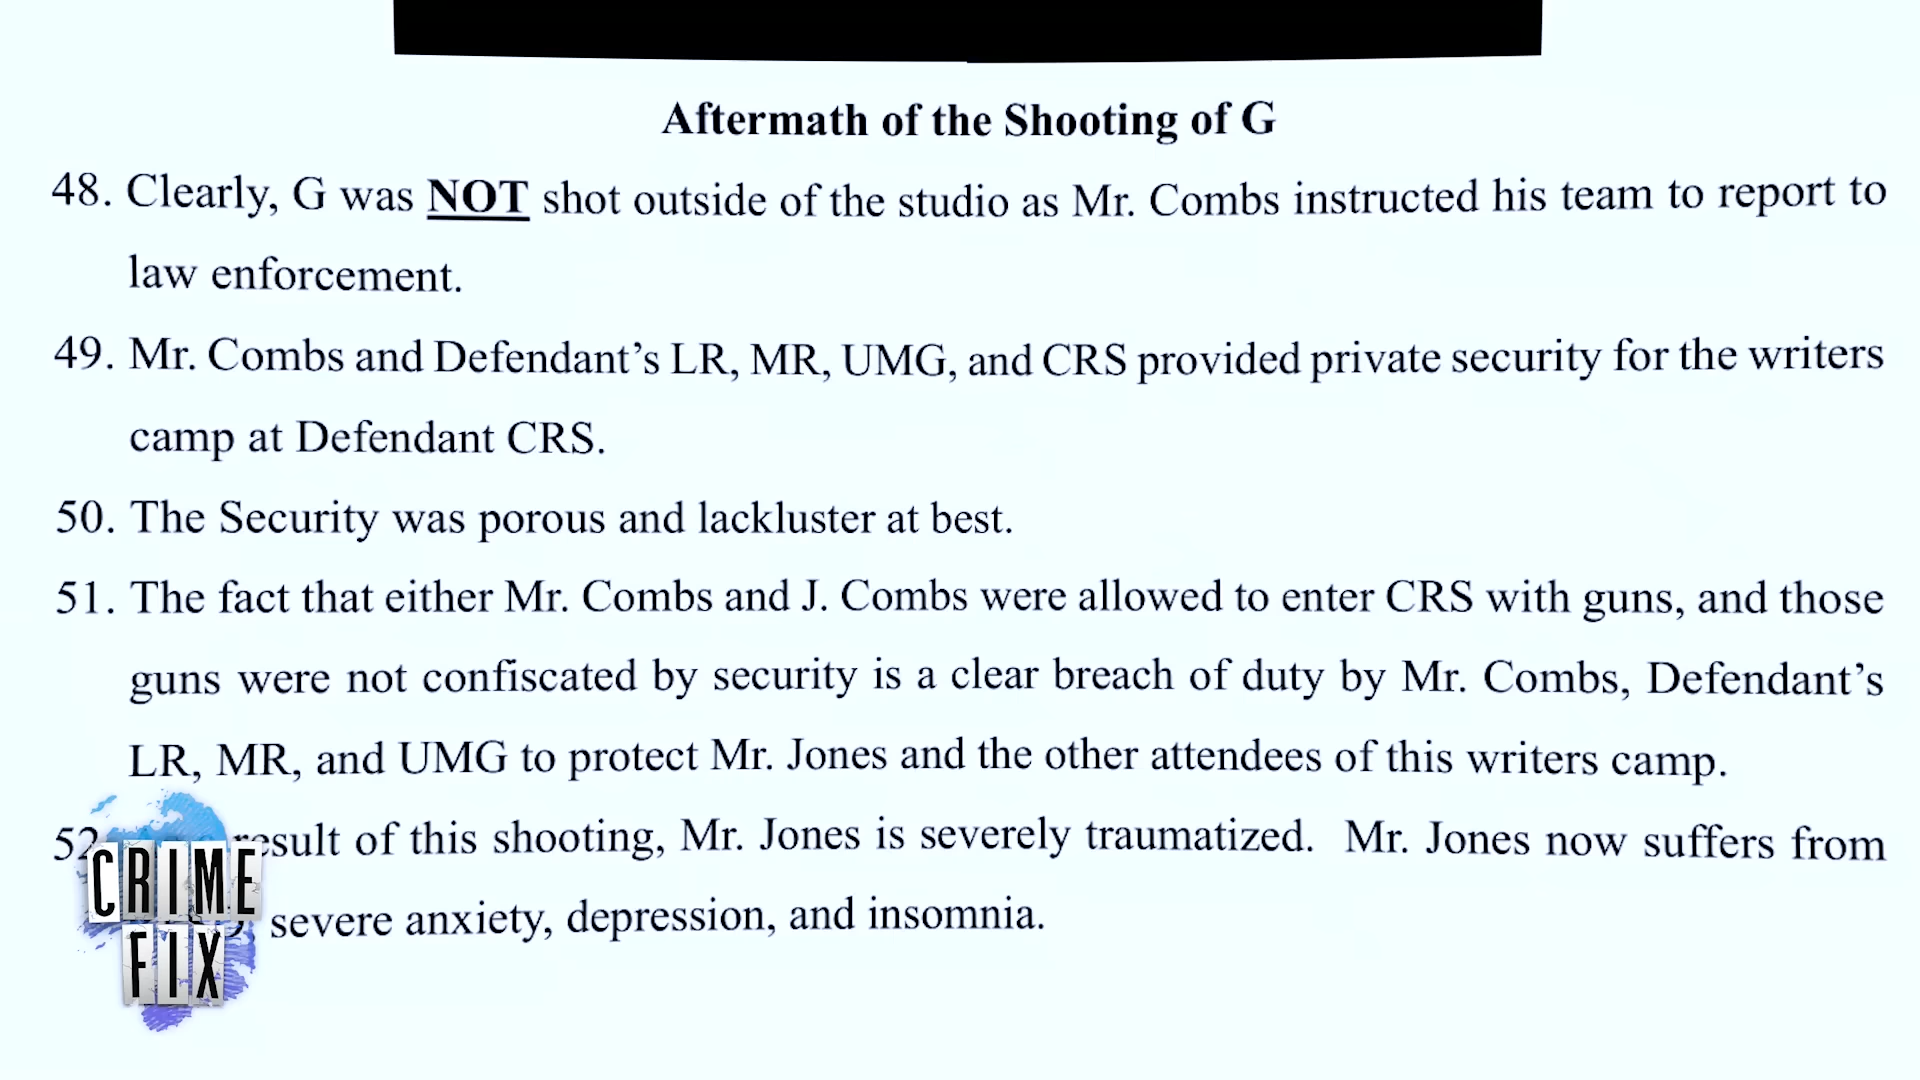 Aftermath of the Shooting of G
48. Clearly, G was NOT shot outside of the studio as Mr. Combs instructed his team to report to
law enforcement.
49. Mr. Combs and Defendant’s LR, MR, UMG, and CRS provided private security for the writers
camp at Defendant CRS.
50. The Security was porous and lackluster at best.
51. The fact that either Mr. Combs and J. Combs were allowed to enter CRS with guns, and those
guns were not confiscated by security is a clear breach of duty by Mr. Combs, Defendant’s
LR, MR, and UMG to protect Mr. Jones and the other attendees of this writers camp.
52 result of this shooting, Mr. Jones is severely traumatized. Mr. Jones now suffers from
severe anxiety, depression, and insomnia.
CRIME
FIX